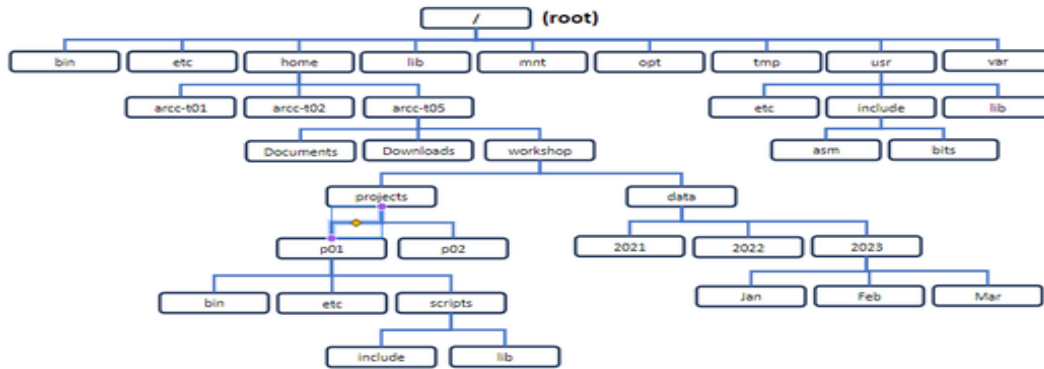 / (root)
bin etc home lib mnt opt tmp usr var
arcc-t01 arcc-t02 arcc-t05 etc include lib
Documents Downloads workshop asm bits
projects data
p01 p02 2021 2022 2023
bin etc scripts Jan Feb Mar
include lib